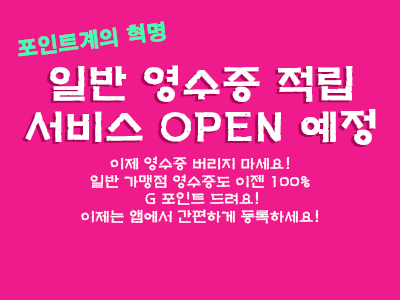 포인트계의 혁명
일반 영수증 적립
서비스 OPEN 예정
이제 영수증 버리지 마세요!
일반 가맹점 영수증도 이젠 100%
G 포인트 드려요!
이제는 앱에서 간편하게 등록하세요!